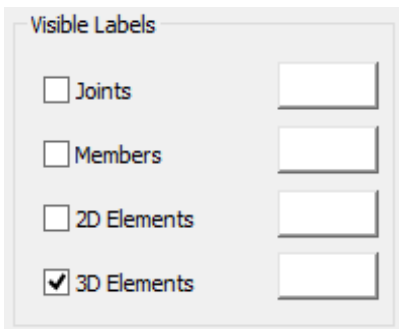 Visible Labels
Joints
Members
2D Elements
3D Elements